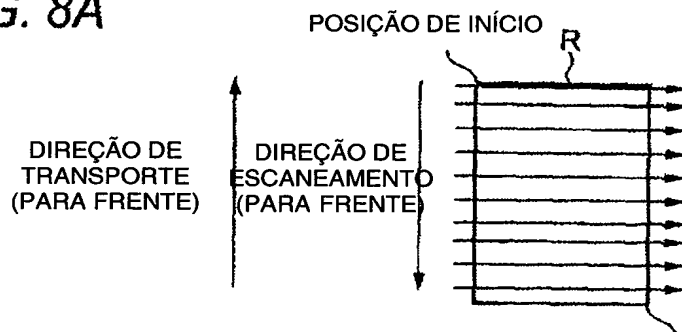 G. 8A
POSIÇÃO DE INÍCIO
R
DIREÇÃO DE
TRANSPORTE
(PARA FRENTE)
DIREÇÃO DE
ESCANEAMENTO
(PARA FRENTE)